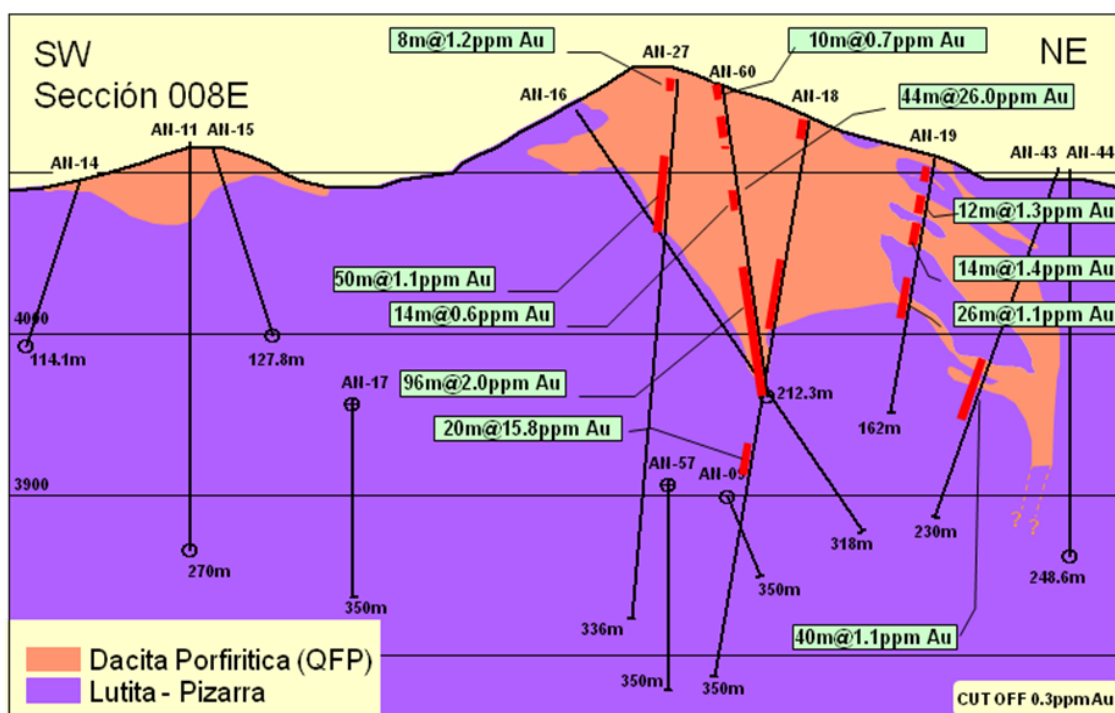 SW
Sección 008E
NE
8m@1.2ppm Au
AN-27
10m@0.7ppm Au
AN-60
AN-16
44m@26.0ppm Au
AN-18
AN-11
AN-15
AN-14
AN-19
AN-43
AN-44
12m@1.3ppm Au
14m@1.4ppm Au
50m@1.1ppm Au
14m@0.6ppm Au
26m@1.1ppm Au
4000
114.1m
127.8m
AN-17
96m@2.0ppm Au
212.3m
20m@15.8ppm Au
162m
AN-57
AN-09
3900
? ?
318m
230m
270m
248.6m
350m
350m
336m
40m@1.1ppm Au
350m
350m
Dacita Porfiritica (QFP)
Lutita - Pizarra
CUT OFF 0.3ppm Au